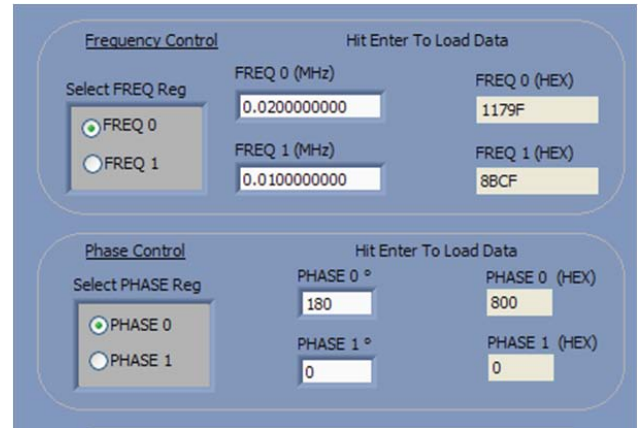 Frequency Control Hit Enter To Load Data
Select FREQ Reg
FREQ 0
FREQ 1
FREQ 0 (MHz) FREQ 0 (HEX)
0.0200000000 1179F
FREQ 1 (MHz) FREQ 1 (HEX)
0.0100000000 8BCF
Phase Control Hit Enter To Load Data
Select PHASE Reg
PHASE 0
PHASE 1
PHASE 0 ° PHASE 0 (HEX)
180 800
PHASE 1 ° PHASE 1 (HEX)
0 0